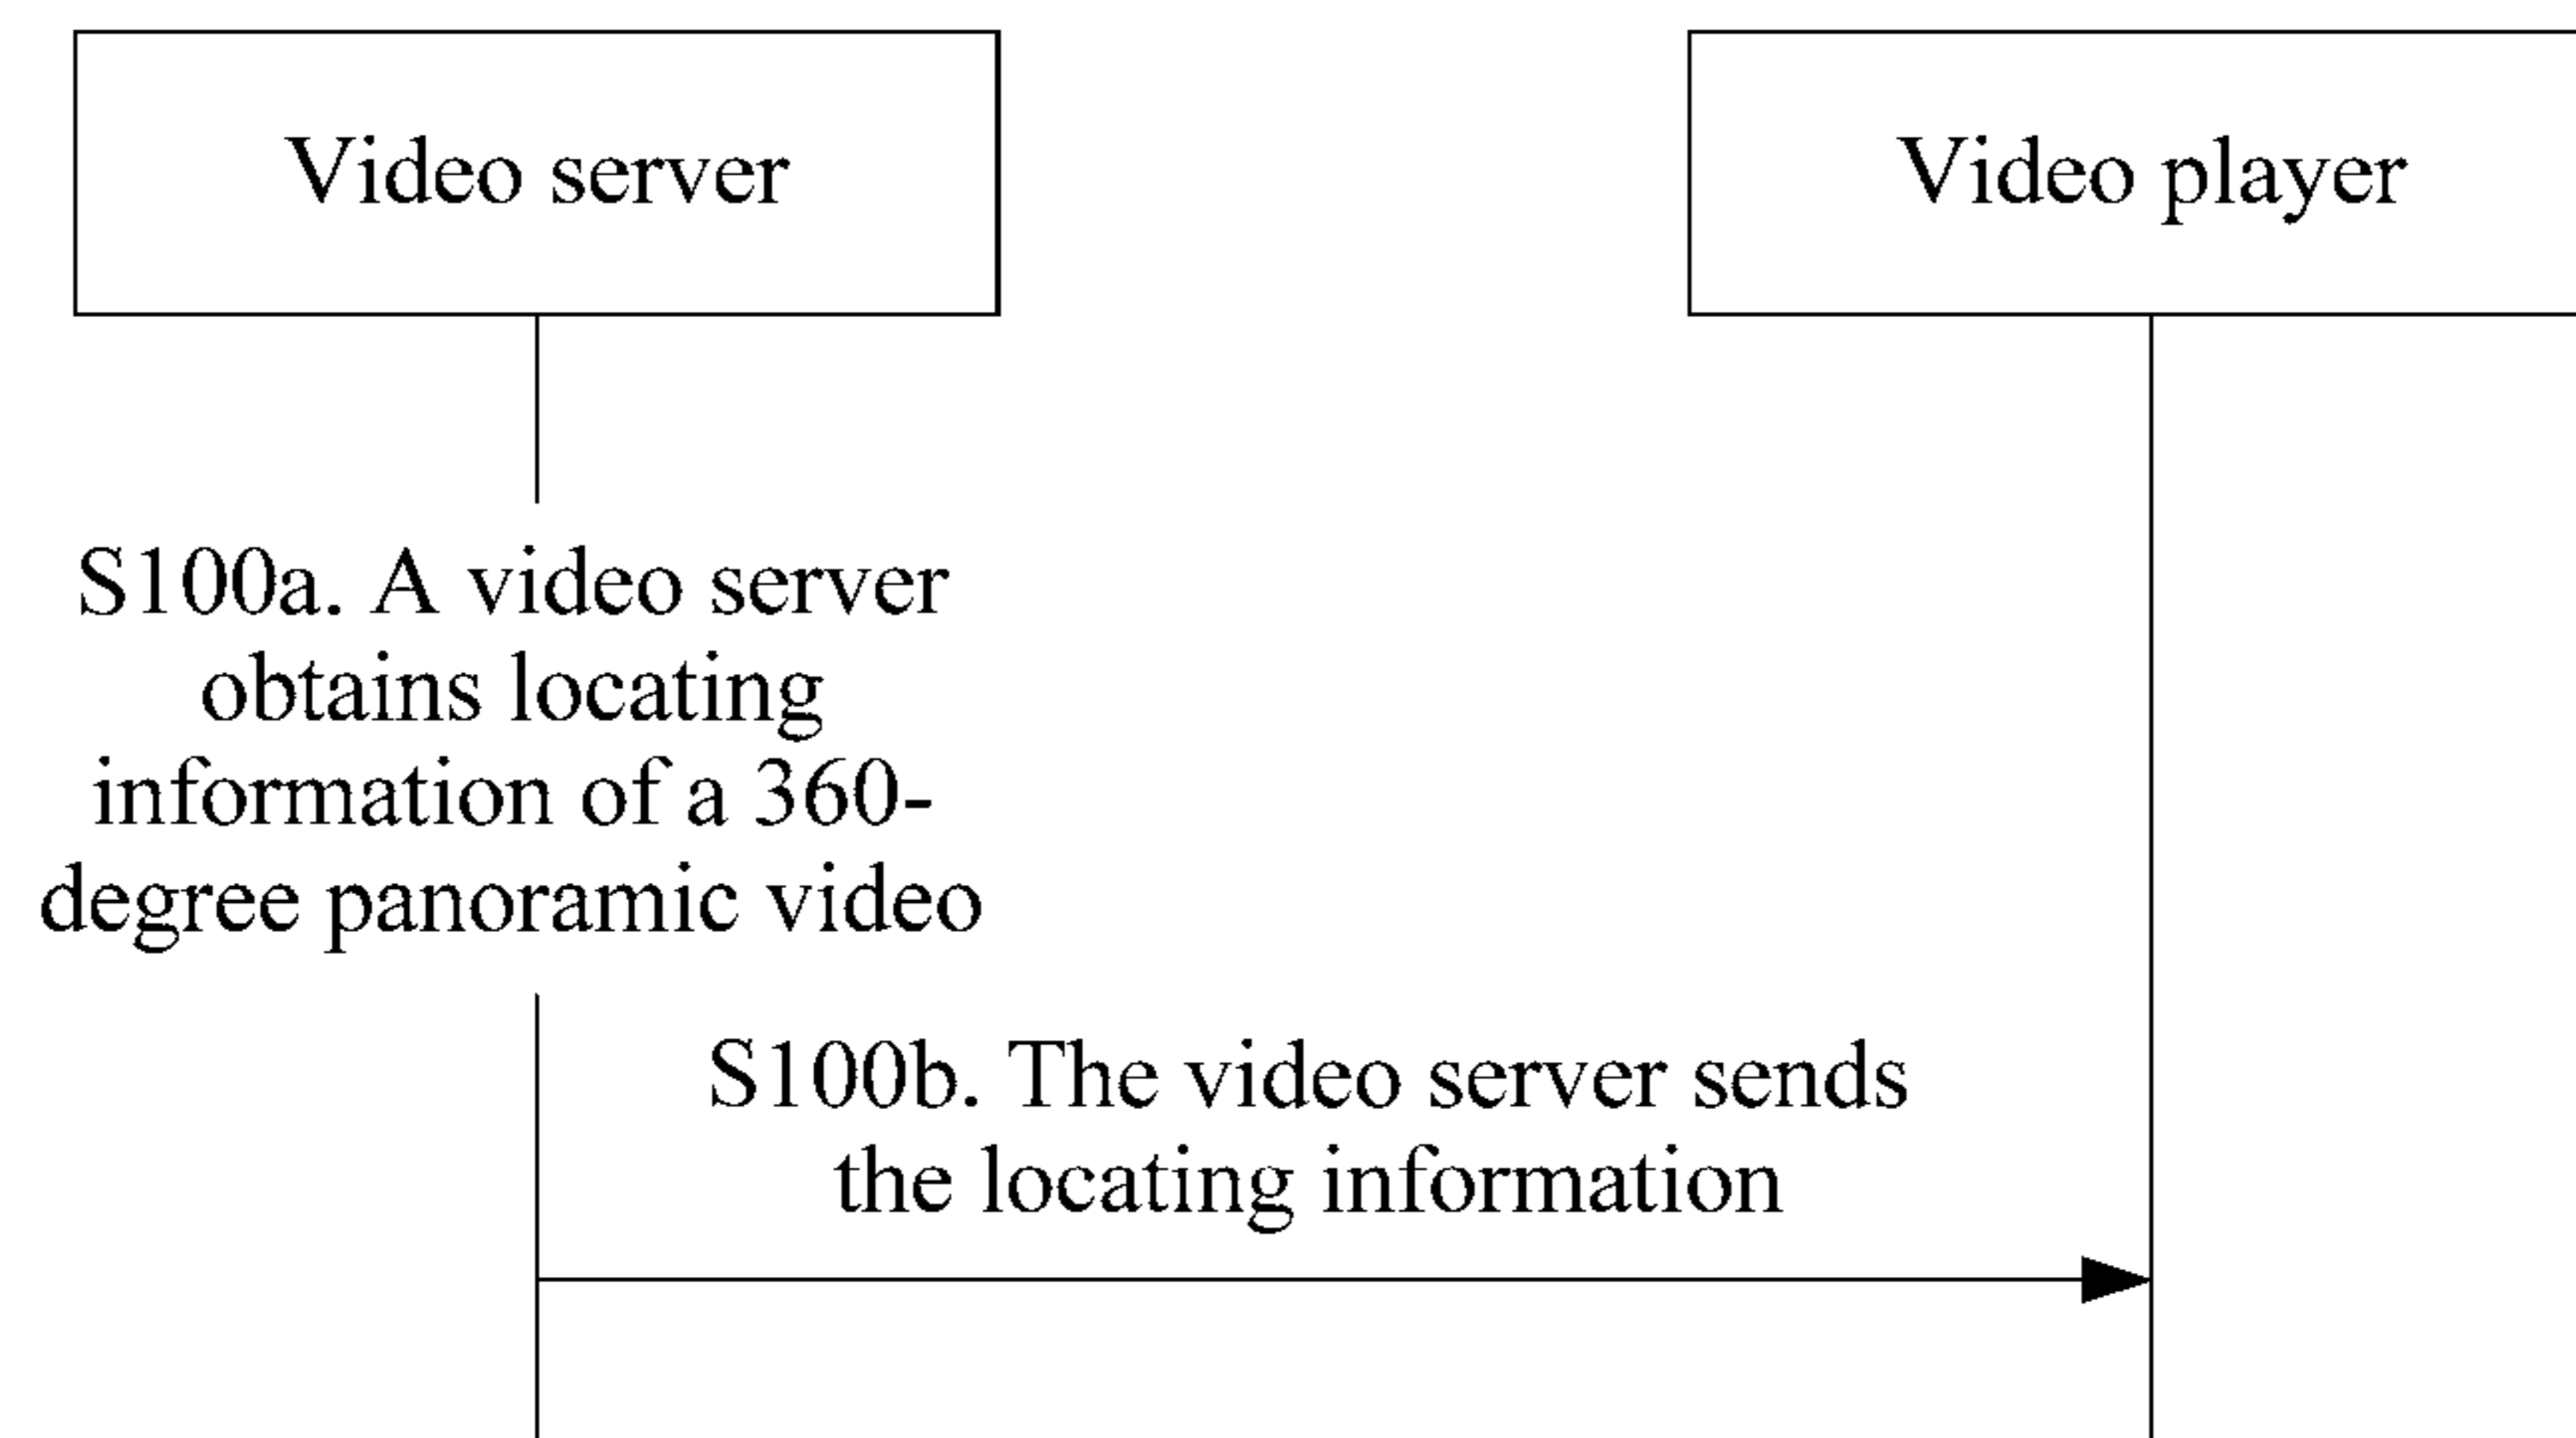 Video server
Video player
S100a. A video server
obtains locating
information of a 360-
degree panoramic video
S100b. The video server sends
the locating information